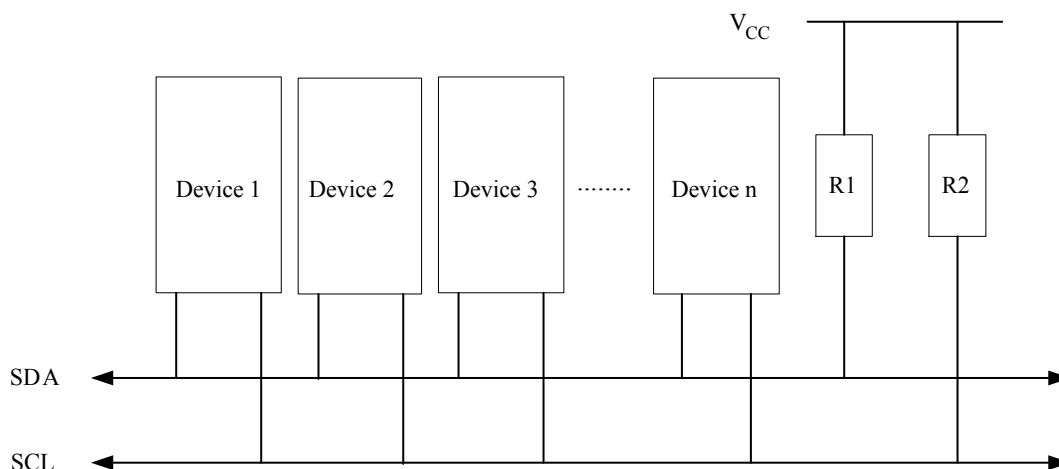 VCC
Device 1
Device 2
Device 3
........
Device n
R1
R2
SDA
SCL